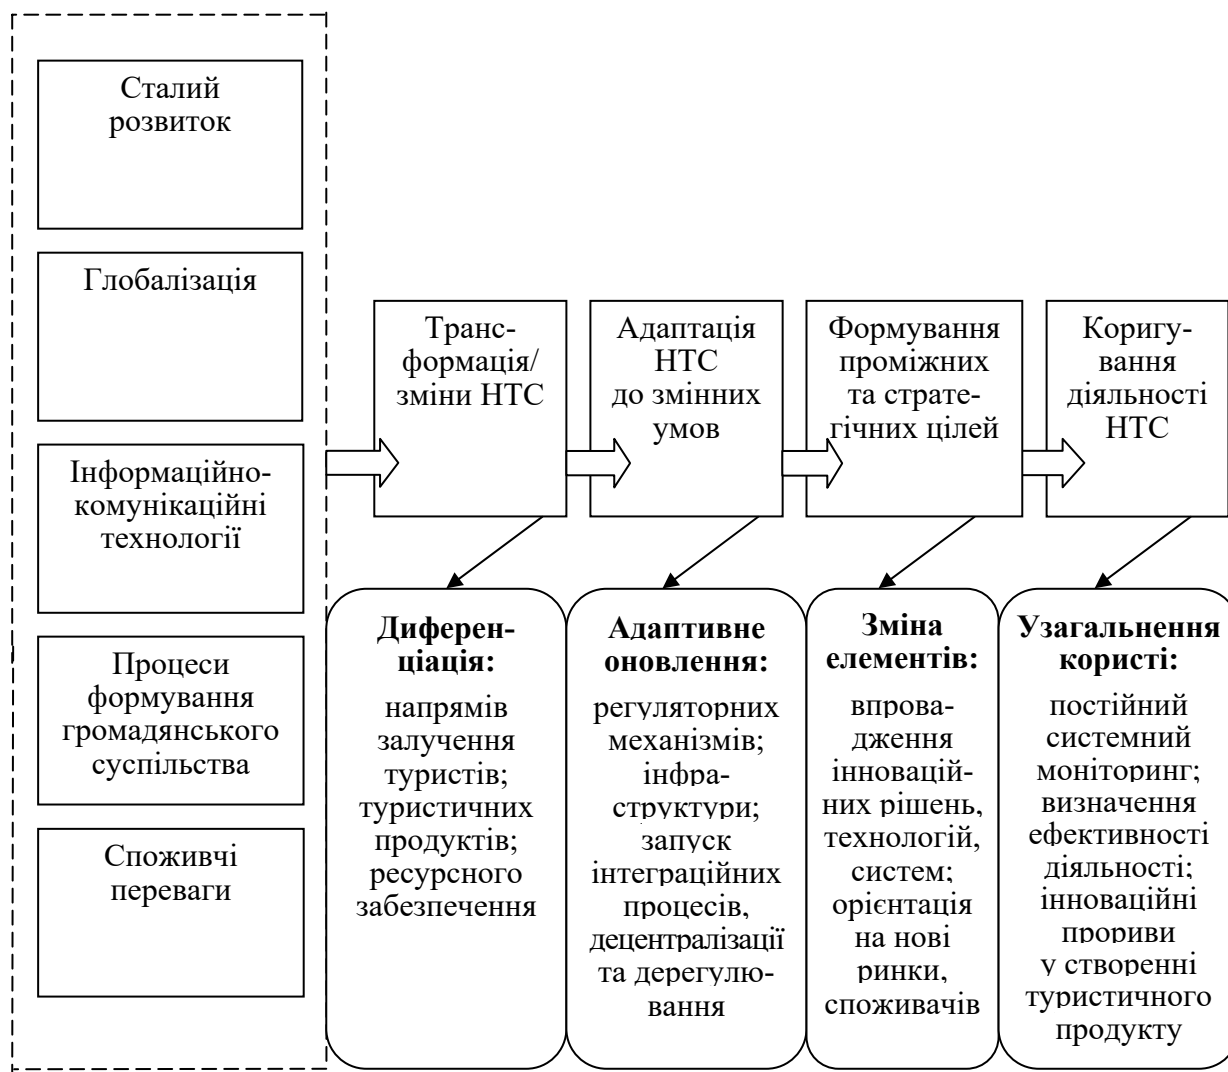 Сталий
розвиток
Глобалізація
Інформаційно-
комунікаційні
технології
Процеси
формування
громадянського
суспільства
Споживчі
переваги
Транс-
формація/
зміни НТС
Адаптація
НТС
до змінних
умов
Формування
проміжних
та страте-
гічних цілей
Коригу-
вання
діяльності
НТС
Диферен-
ціація:
напрямів
залучення
туристів;
туристичних
продуктів;
ресурсного
забезпечення
Адаптивне
оновлення:
регуляторних
механізмів;
інфра-
структури;
запуск
інтеграційних
процесів,
децентралізації
та дерегулю-
вання
Зміна
елементів:
впрова-
дження
інновацій-
них рішень,
технологій,
систем;
орієнтація
на нові
ринки,
споживачів
Узагальнення
користі:
постійний
системний
моніторинг;
визначення
ефективності
діяльності;
інноваційні
прориви
у створенні
туристичного
продукту